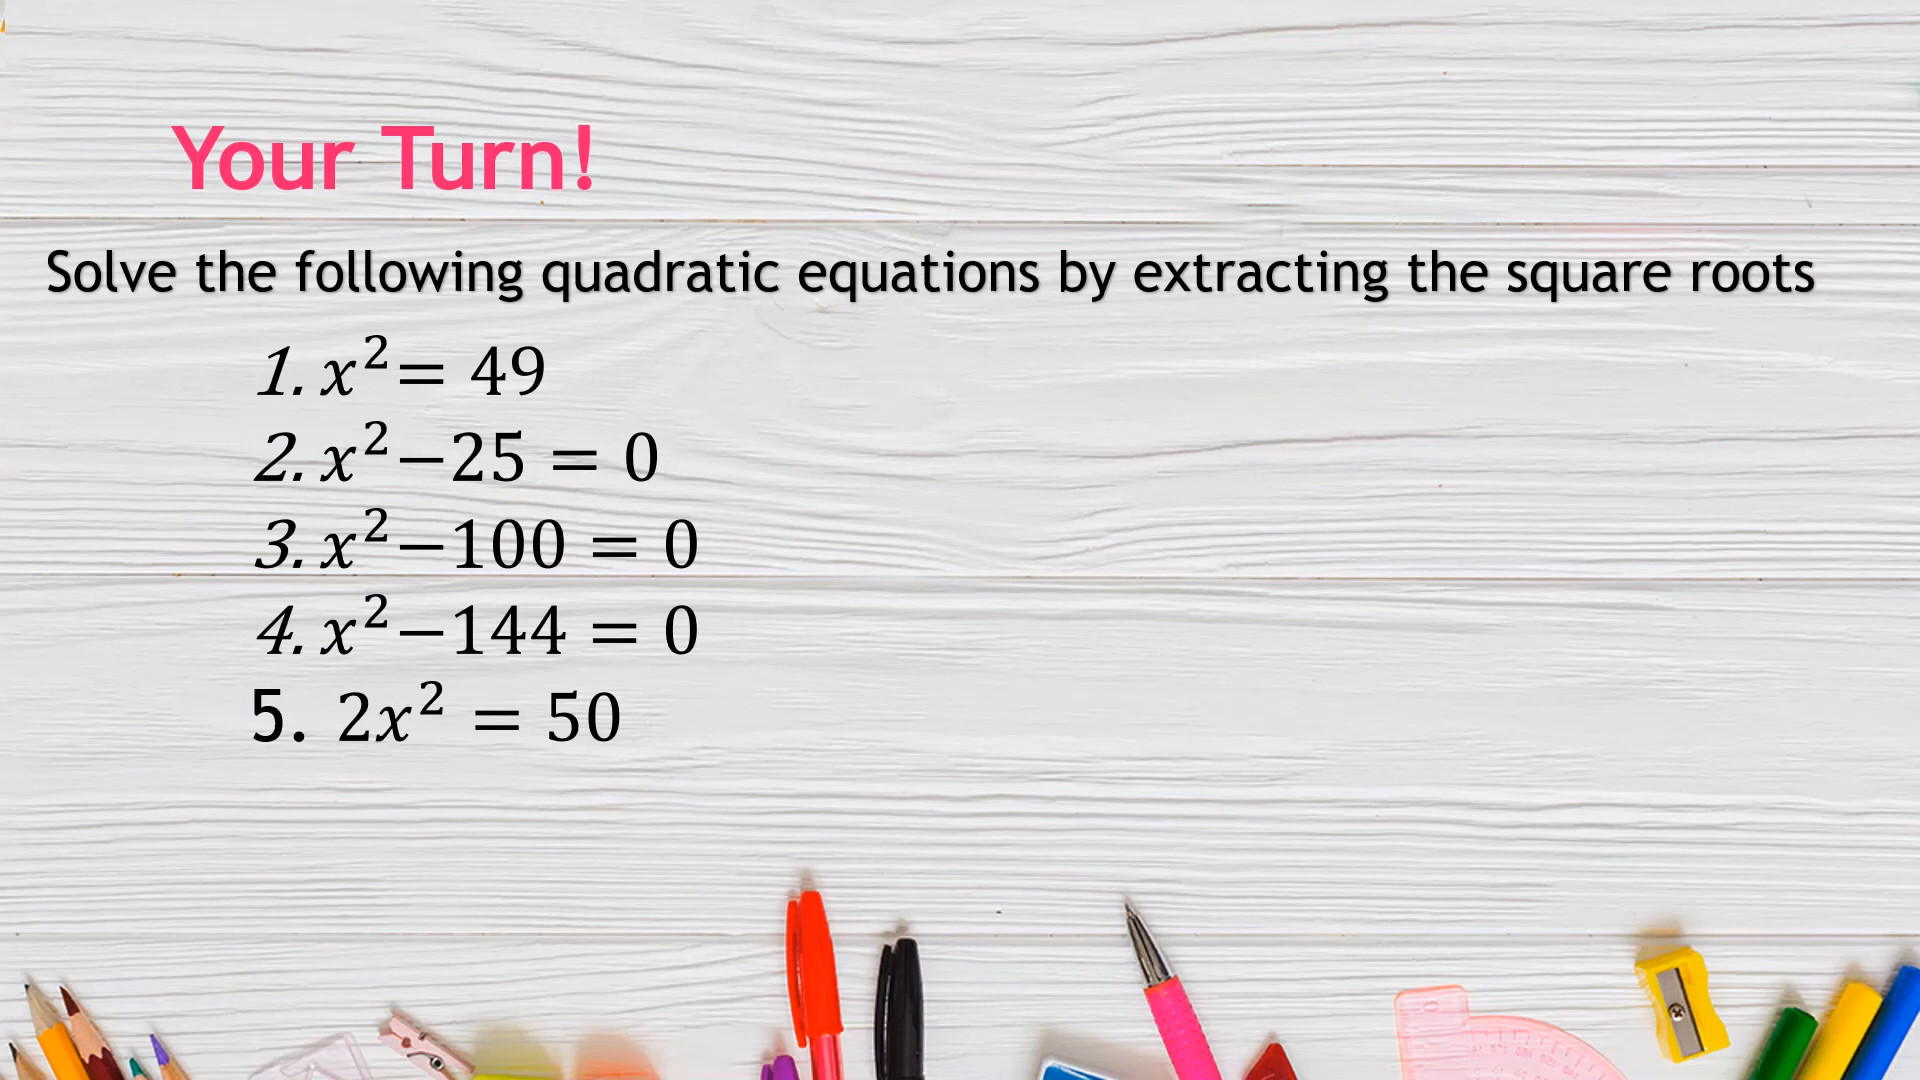 Your Turn!
Solve the following quadratic equations by extracting the square roots
1. x² = 49
2. x² − 25 = 0
3. x² − 100 = 0
4. x² − 144 = 0
5. 2x² = 50